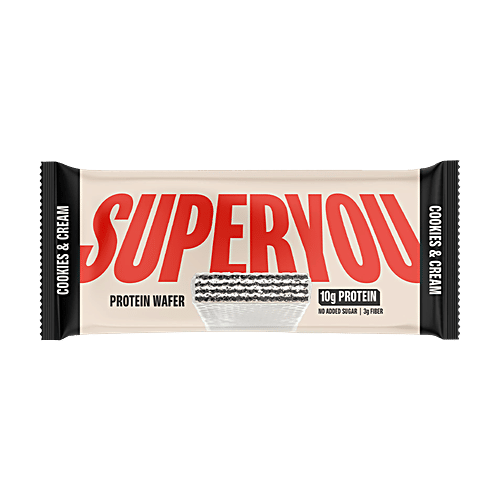 COOKIES & CREAM
SUPERYOU
PROTEIN WAFER
10g PROTEIN
NO ADDED SUGAR | 3g FIBER
COOKIES & CREAM